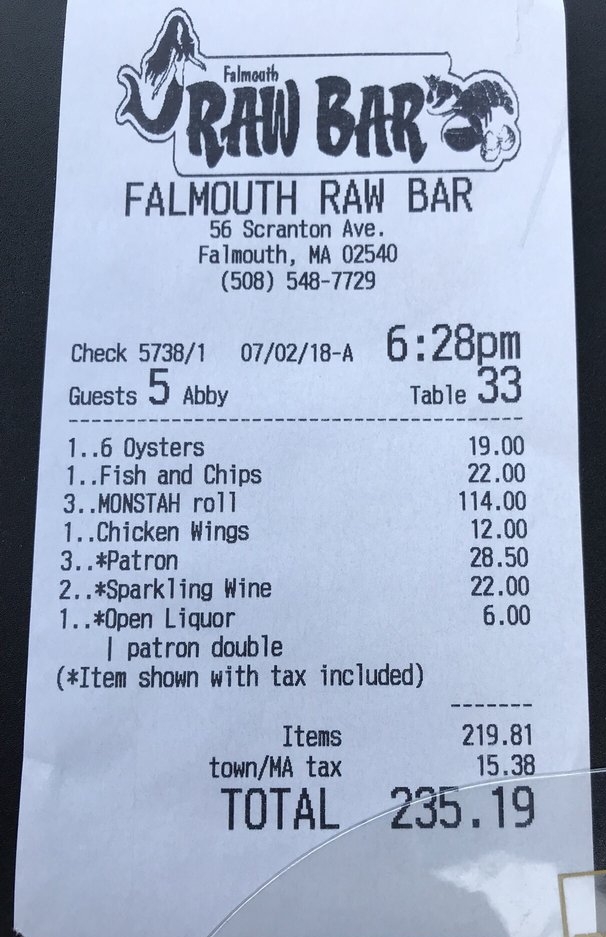 Falmouth
RAW BAR
FALMOUTH RAW BAR
56 Scranton Ave.
Falmouth, MA 02540
(508) 548-7729
Check 5738/1 07/02/18-A 6:28pm
Guests 5 Abby Table 33
1..6 Oysters 19.00
1..Fish and Chips 22.00
3..MONSTAH roll 114.00
1..Chicken Wings 12.00
3..*Patron 28.50
2..*Sparkling Wine 22.00
1..*Open Liquor 6.00
| patron double
(*Item shown with tax included)
Items 219.81
town/MA tax 15.38
TOTAL 235.19